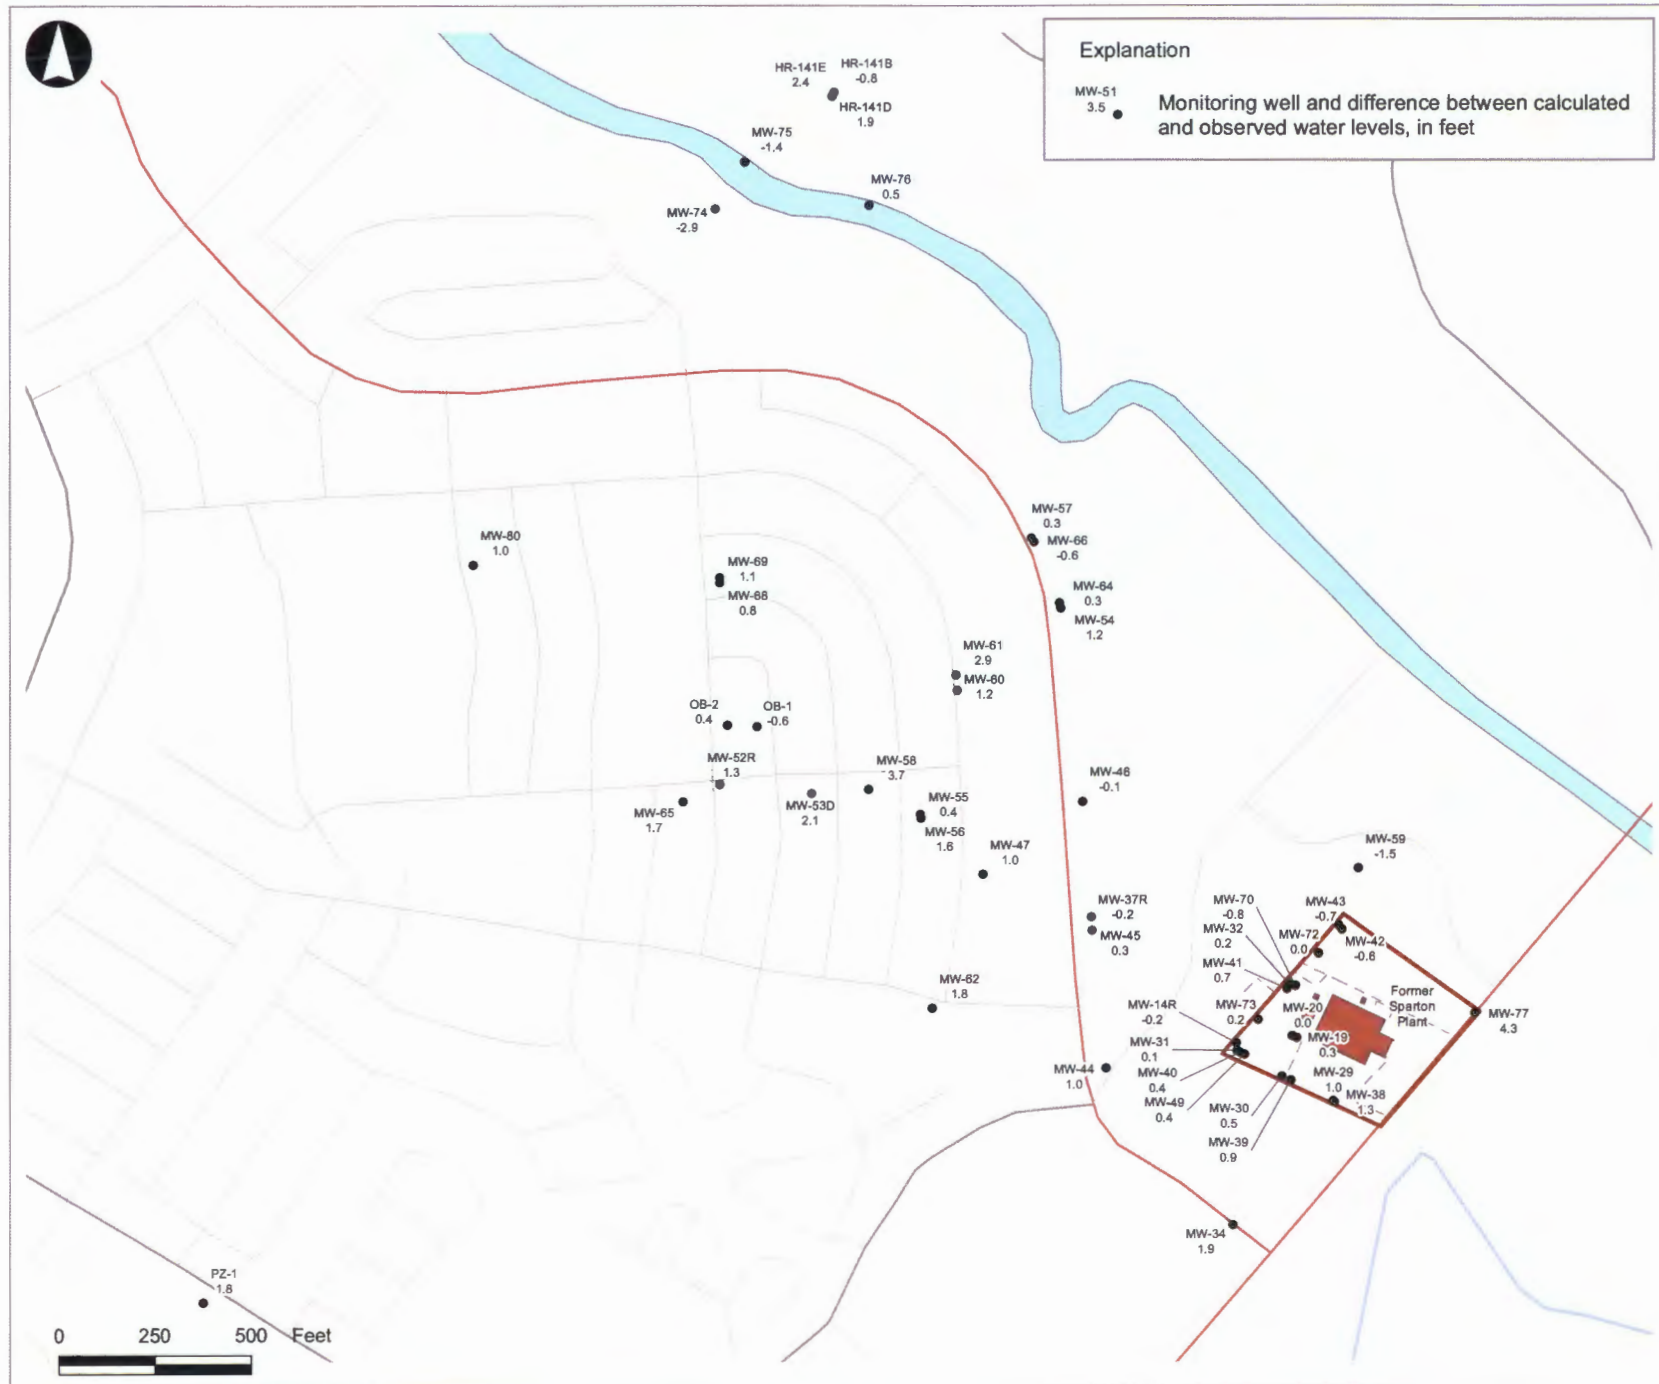 Explanation
MW-51
3.5
Monitoring well and difference between calculated
and observed water levels, in feet
HR-141E
2.4
HR-141B
-0.8
HR-141D
1.9
MW-75
-1.4
MW-76
0.5
MW-74
-2.9
MW-57
0.3
MW-66
-0.6
MW-80
1.0
MW-69
1.1
MW-68
0.8
MW-64
0.3
MW-54
1.2
MW-61
2.9
MW-60
1.2
OB-2
0.4
OB-1
-0.6
MW-52R
1.3
MW-58
3.7
MW-65
1.7
MW-53D
2.1
MW-55
0.4
MW-56
1.6
MW-46
-0.1
MW-47
1.0
MW-59
-1.5
MW-37R
-0.2
MW-45
0.3
MW-70
-0.8
MW-32
0.2
MW-43
-0.7
MW-72
0.0
MW-42
-0.6
MW-41
0.7
MW-62
1.8
MW-14R
-0.2
MW-73
0.2
MW-20
0.0
Former
Sparton
Plant
MW-77
4.3
MW-31
0.1
MW-19
0.3
MW-40
0.4
MW-49
0.4
MW-44
1.0
MW-29
1.0
MW-38
1.3
MW-30
0.5
MW-39
0.9
MW-34
1.9
PZ-1
1.8
0 250 500 Feet